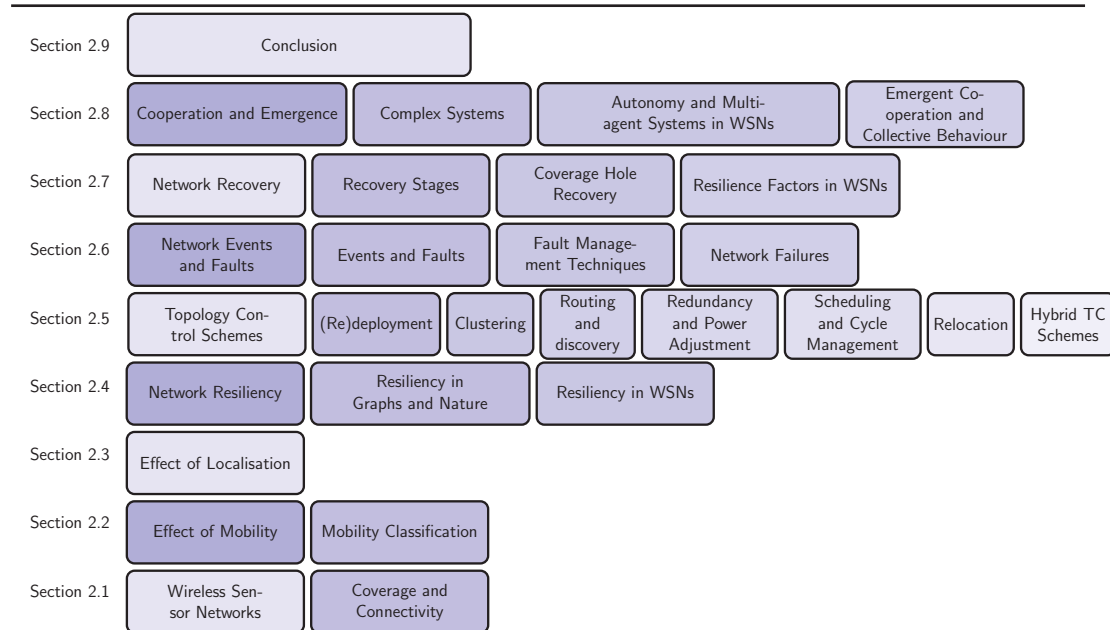 Section 2.9
Conclusion
Section 2.8
Cooperation and Emergence
Complex Systems
Autonomy and Multi-
agent Systems in WSNs
Emergent Co-
operation and
Collective Behaviour
Section 2.7
Network Recovery
Recovery Stages
Coverage Hole
Recovery
Resilience Factors in WSNs
Section 2.6
Network Events
and Faults
Events and Faults
Fault Manage-
ment Techniques
Network Failures
Section 2.5
Topology Con-
trol Schemes
(Re)deployment
Clustering
Routing
and
discovery
Redundancy
and Power
Adjustment
Scheduling
and Cycle
Management
Relocation
Hybrid TC
Schemes
Section 2.4
Network Resiliency
Resiliency in
Graphs and Nature
Resiliency in WSNs
Section 2.3
Effect of Localisation
Section 2.2
Effect of Mobility
Mobility Classification
Section 2.1
Wireless Sen-
sor Networks
Coverage and
Connectivity